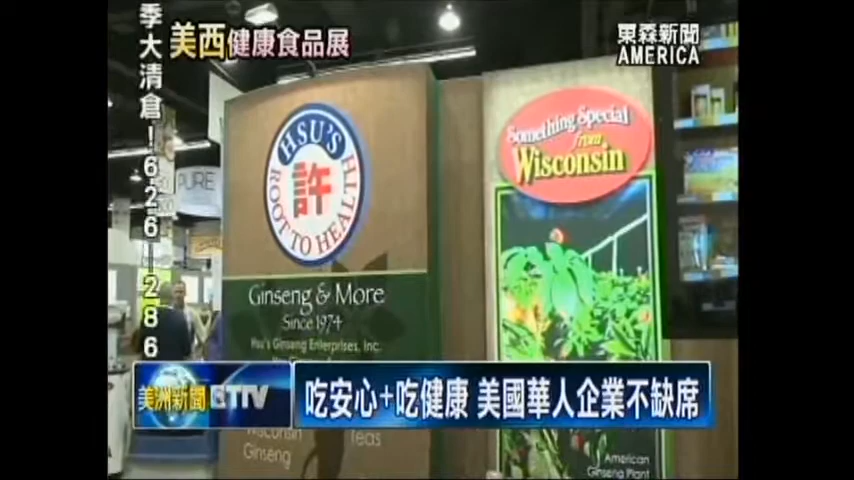 季大清倉！626-286
美西健康食品展
東森新聞
AMERICA
PURE
HSU'S
許
ROOT TO HEALTH
Ginseng & More
Since 1974
Hsu's Ginseng Enterprises, Inc.
Wisconsin
Ginseng
Teas
Something Special
from
Wisconsin
American
Ginseng Plant
美洲新聞 ETTV
吃安心+吃健康 美國華人企業不缺席